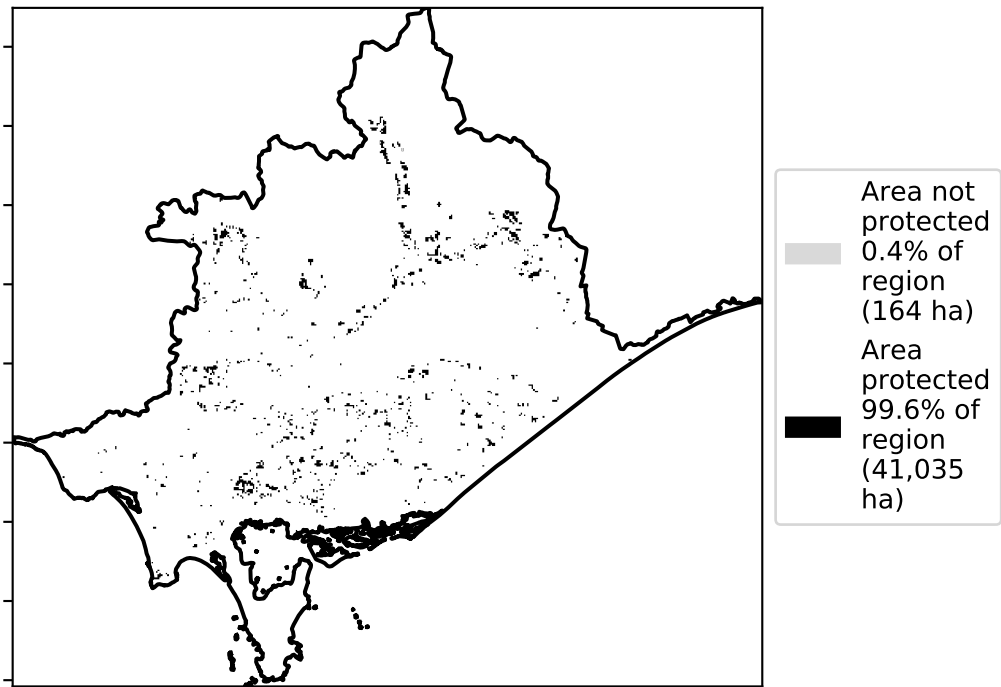 Area not
protected
0.4% of
region
(164 ha)
Area
protected
99.6% of
region
(41,035
ha)